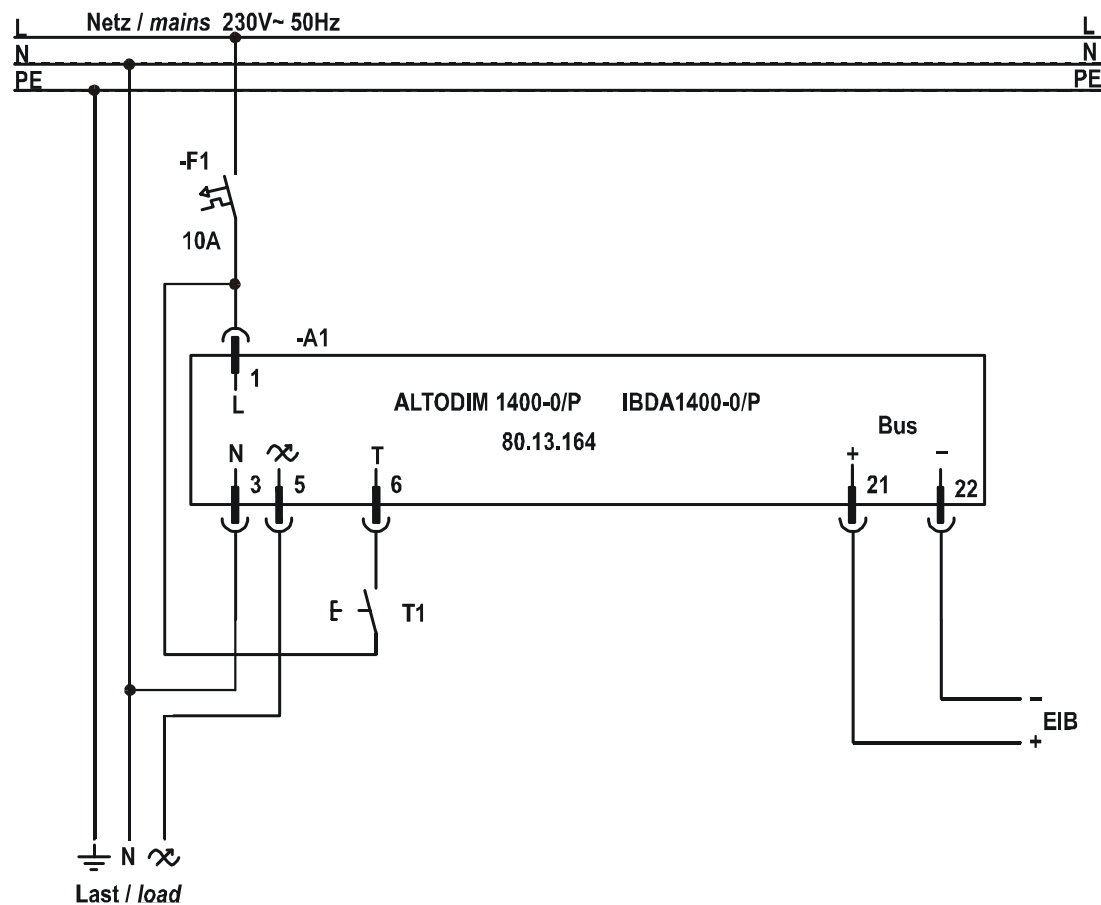 Netz / mains 230V~ 50Hz
L L
N N
PE PE
-F1
10A
-A1
1
L
ALTODIM 1400-0/P IBDA1400-0/P
80.13.164
Bus
N T + -
3 5 6 21 22
T1
-
EIB
+
N
Last / load